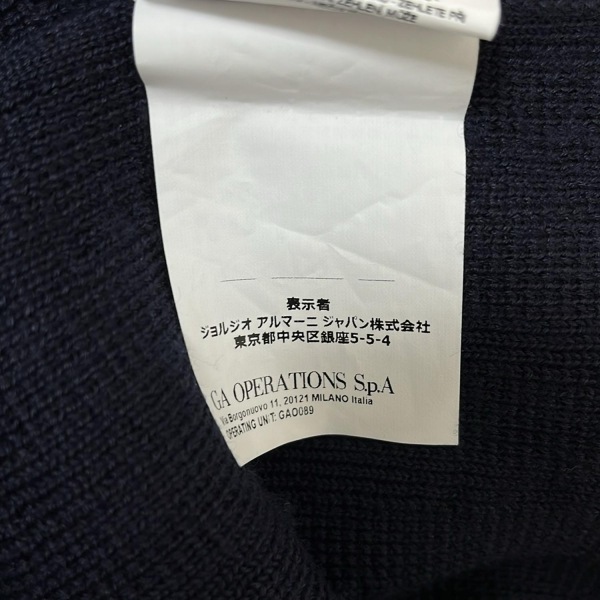 表示者
ジョルジオ アルマーニ ジャパン株式会社
東京都中央区銀座5-5-4
GA OPERATIONS S.p.A
Via Borgonuovo 11, 20121 MILANO Italia
OPERATING UNIT: GAO089